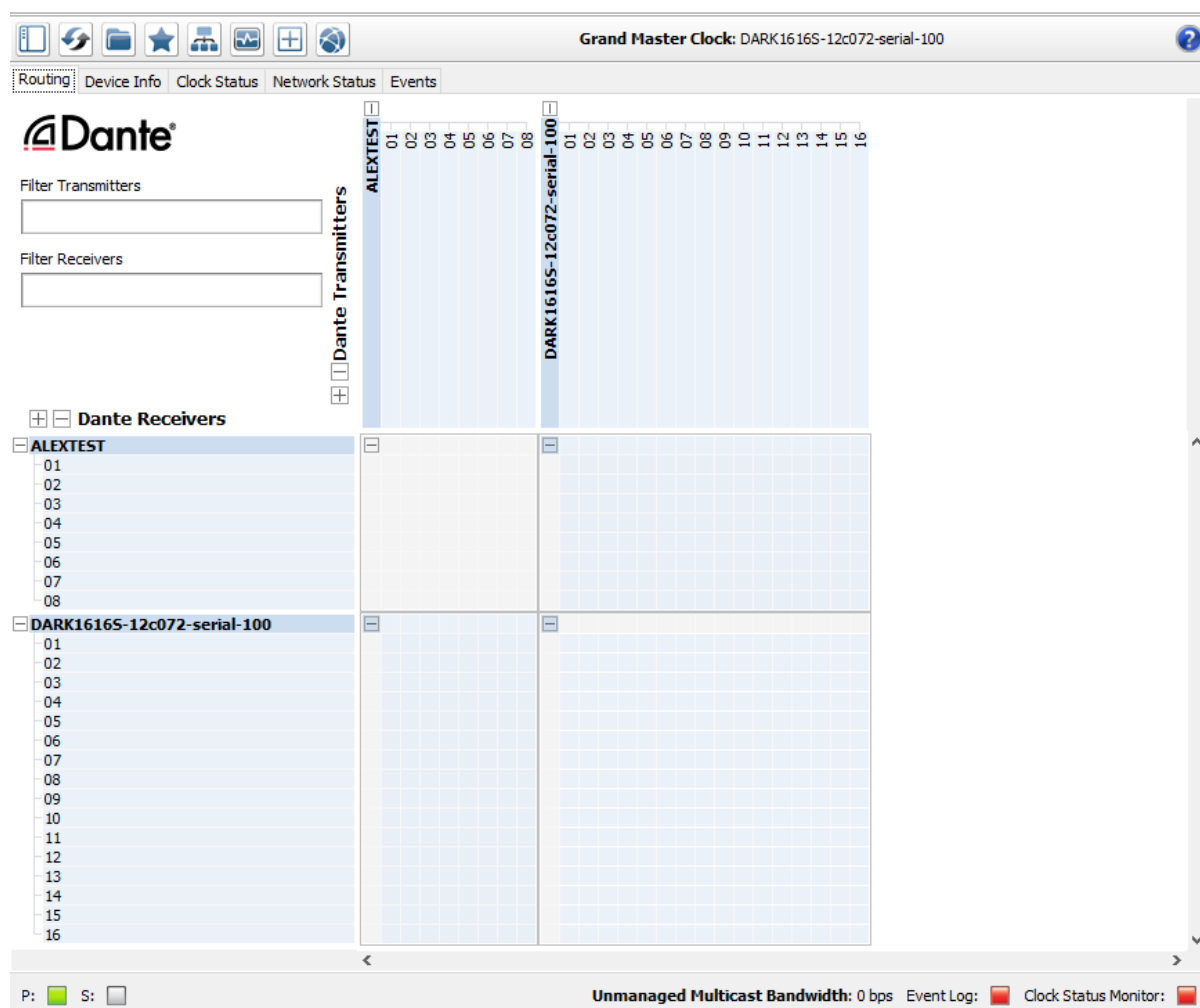 Grand Master Clock: DARK1616S-12c072-serial-100
Routing Device Info Clock Status Network Status Events
Dante®
Filter Transmitters
Filter Receivers
Dante Transmitters
ALEXTEST
01 02 03 04 05 06 07 08
DARK1616S-12c072-serial-100
01 02 03 04 05 06 07 08 09 10 11 12 13 14 15 16
Dante Receivers
ALEXTEST
01
02
03
04
05
06
07
08
DARK1616S-12c072-serial-100
01
02
03
04
05
06
07
08
09
10
11
12
13
14
15
16
P: S: Unmanaged Multicast Bandwidth: 0 bps Event Log: Clock Status Monitor: